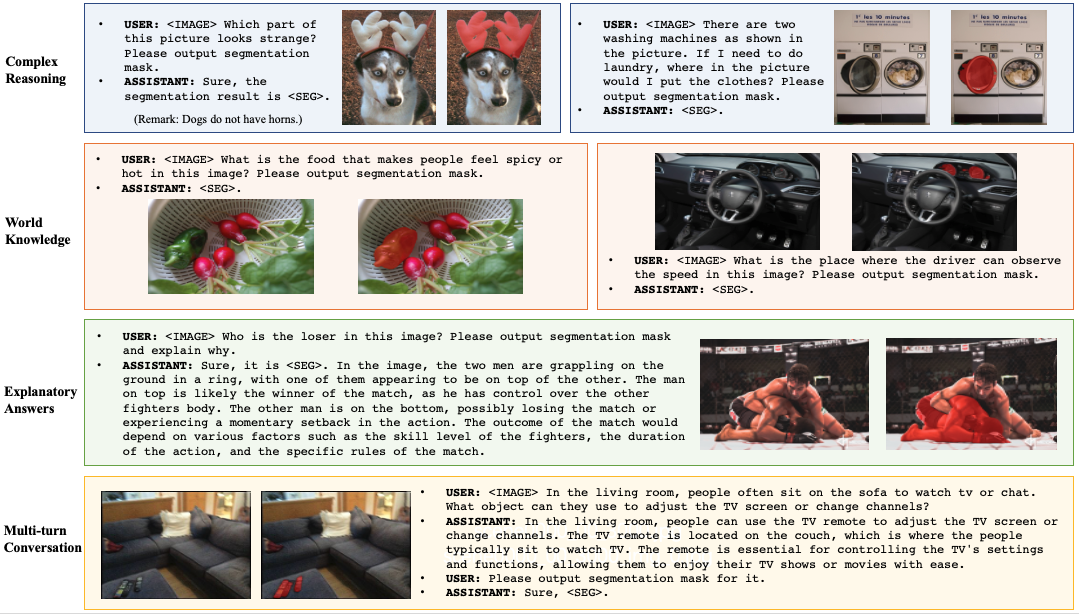 Complex
Reasoning
• USER: <IMAGE> Which part of
this picture looks strange?
Please output segmentation
mask.
• ASSISTANT: Sure, the
segmentation result is <SEG>.
(Remark: Dogs do not have horns.)
• USER: <IMAGE> There are two
washing machines as shown in
the picture. If I need to do
laundry, where in the picture
would I put the clothes? Please
output segmentation mask.
• ASSISTANT: <SEG>.
1' les 10 minutes
1' les 10 minutes
World
Knowledge
• USER: <IMAGE> What is the food that makes people feel spicy or
hot in this image? Please output segmentation mask.
• ASSISTANT: <SEG>.
• USER: <IMAGE> What is the place where the driver can observe
the speed in this image? Please output segmentation mask.
• ASSISTANT: <SEG>.
Explanatory
Answers
• USER: <IMAGE> Who is the loser in this image? Please output segmentation mask
and explain why.
• ASSISTANT: Sure, it is <SEG>. In the image, the two men are grappling on the
ground in a ring, with one of them appearing to be on top of the other. The man
on top is likely the winner of the match, as he has control over the other
fighters body. The other man is on the bottom, possibly losing the match or
experiencing a momentary setback in the action. The outcome of the match would
depend on various factors such as the skill level of the fighters, the duration
of the action, and the specific rules of the match.
Multi-turn
Conversation
• USER: <IMAGE> In the living room, people often sit on the sofa to watch tv or chat.
What object can they use to adjust the TV screen or change channels?
• ASSISTANT: In the living room, people can use the TV remote to adjust the TV screen or
change channels. The TV remote is located on the couch, which is where the people
typically sit to watch TV. The remote is essential for controlling the TV's settings
and functions, allowing them to enjoy their TV shows or movies with ease.
• USER: Please output segmentation mask for it.
• ASSISTANT: Sure, <SEG>.